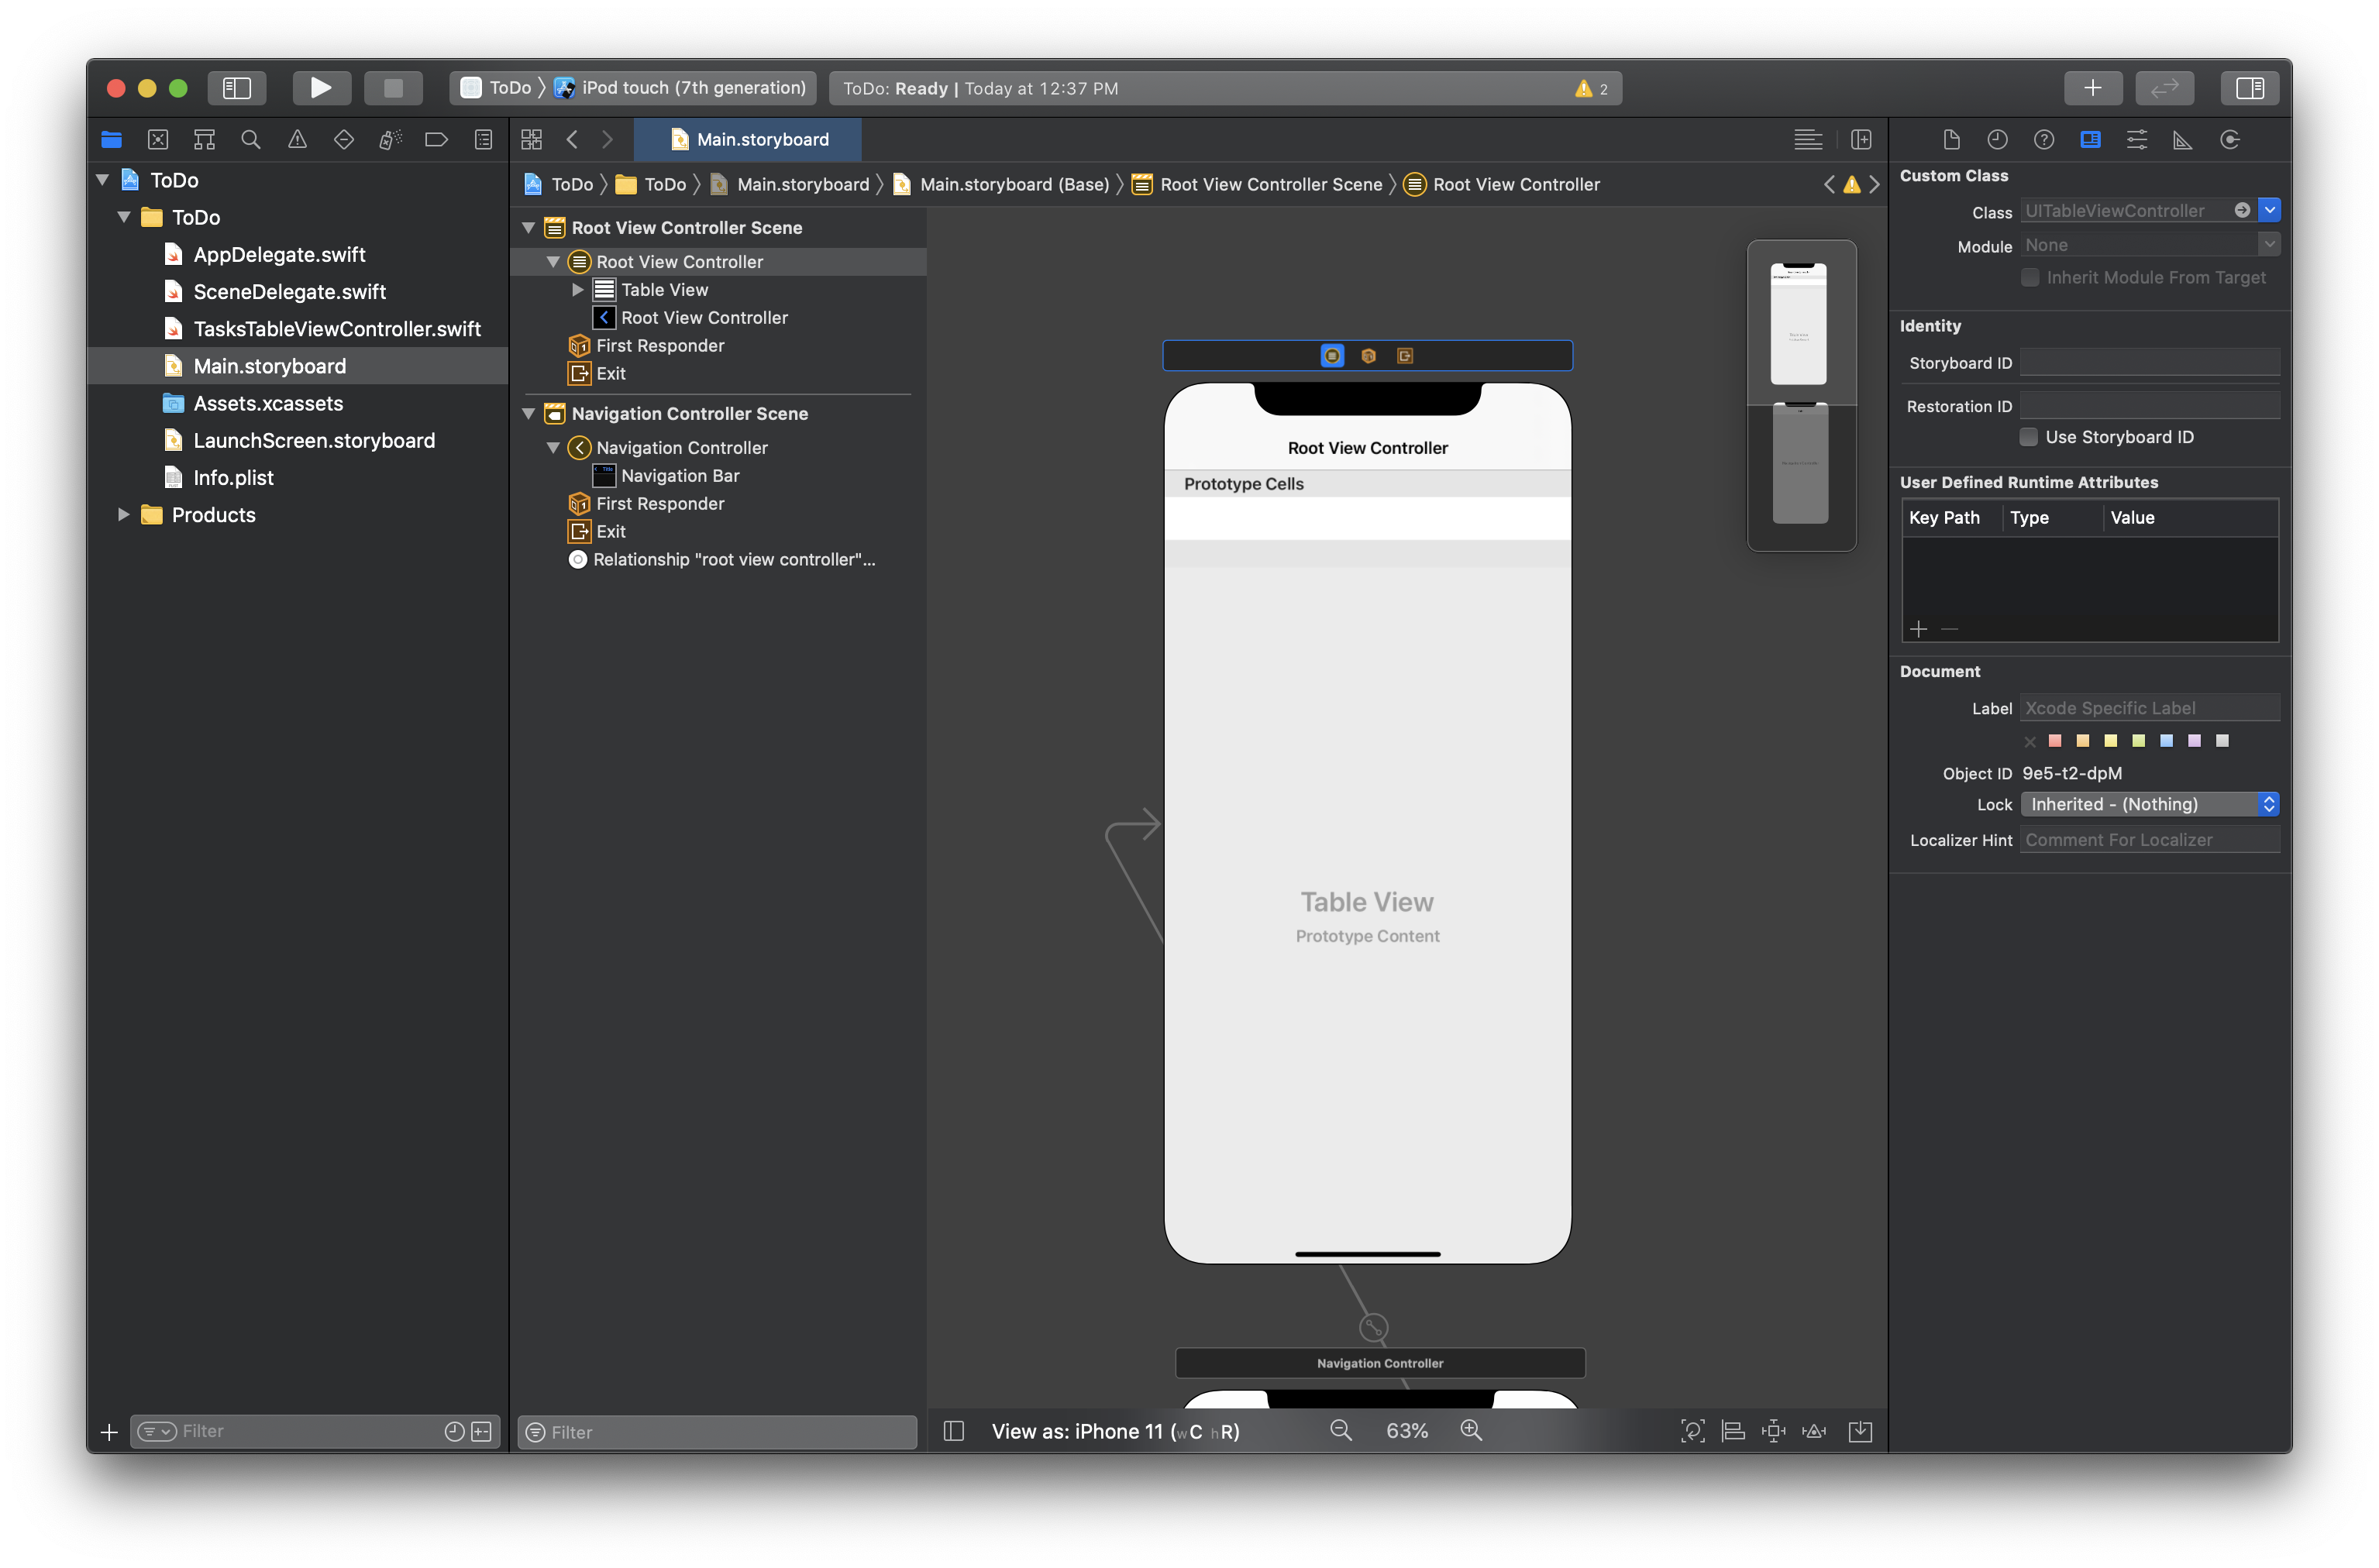 ToDo iPod touch (7th generation)
ToDo: Ready | Today at 12:37 PM
2
Main.storyboard
ToDo
ToDo
AppDelegate.swift
SceneDelegate.swift
TasksTableViewController.swift
Main.storyboard
Assets.xcassets
LaunchScreen.storyboard
Info.plist
Products
Filter
ToDo ToDo Main.storyboard Main.storyboard (Base) Root View Controller Scene Root View Controller
Root View Controller Scene
Root View Controller
Table View
Root View Controller
First Responder
Exit
Navigation Controller Scene
Navigation Controller
Navigation Bar
First Responder
Exit
Relationship "root view controller"...
Filter
Root View Controller
Prototype Cells
Table View
Prototype Content
Navigation Controller
View as: iPhone 11 (wC hR)
63%
Custom Class
Class UITableViewController
Module None
Inherit Module From Target
Identity
Storyboard ID
Restoration ID
Use Storyboard ID
User Defined Runtime Attributes
Key Path Type Value
Document
Label Xcode Specific Label
Object ID 9e5-t2-dpM
Lock Inherited - (Nothing)
Localizer Hint Comment For Localizer